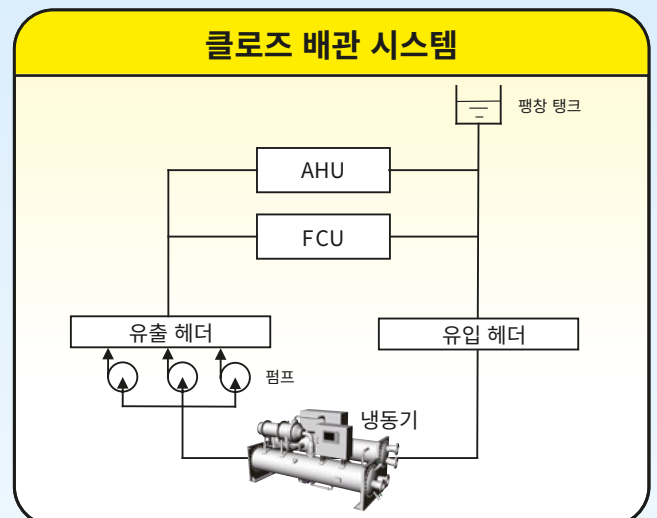 클로즈 배관 시스템
팽창 탱크
AHU
FCU
유출 헤더
유입 헤더
펌프
냉동기